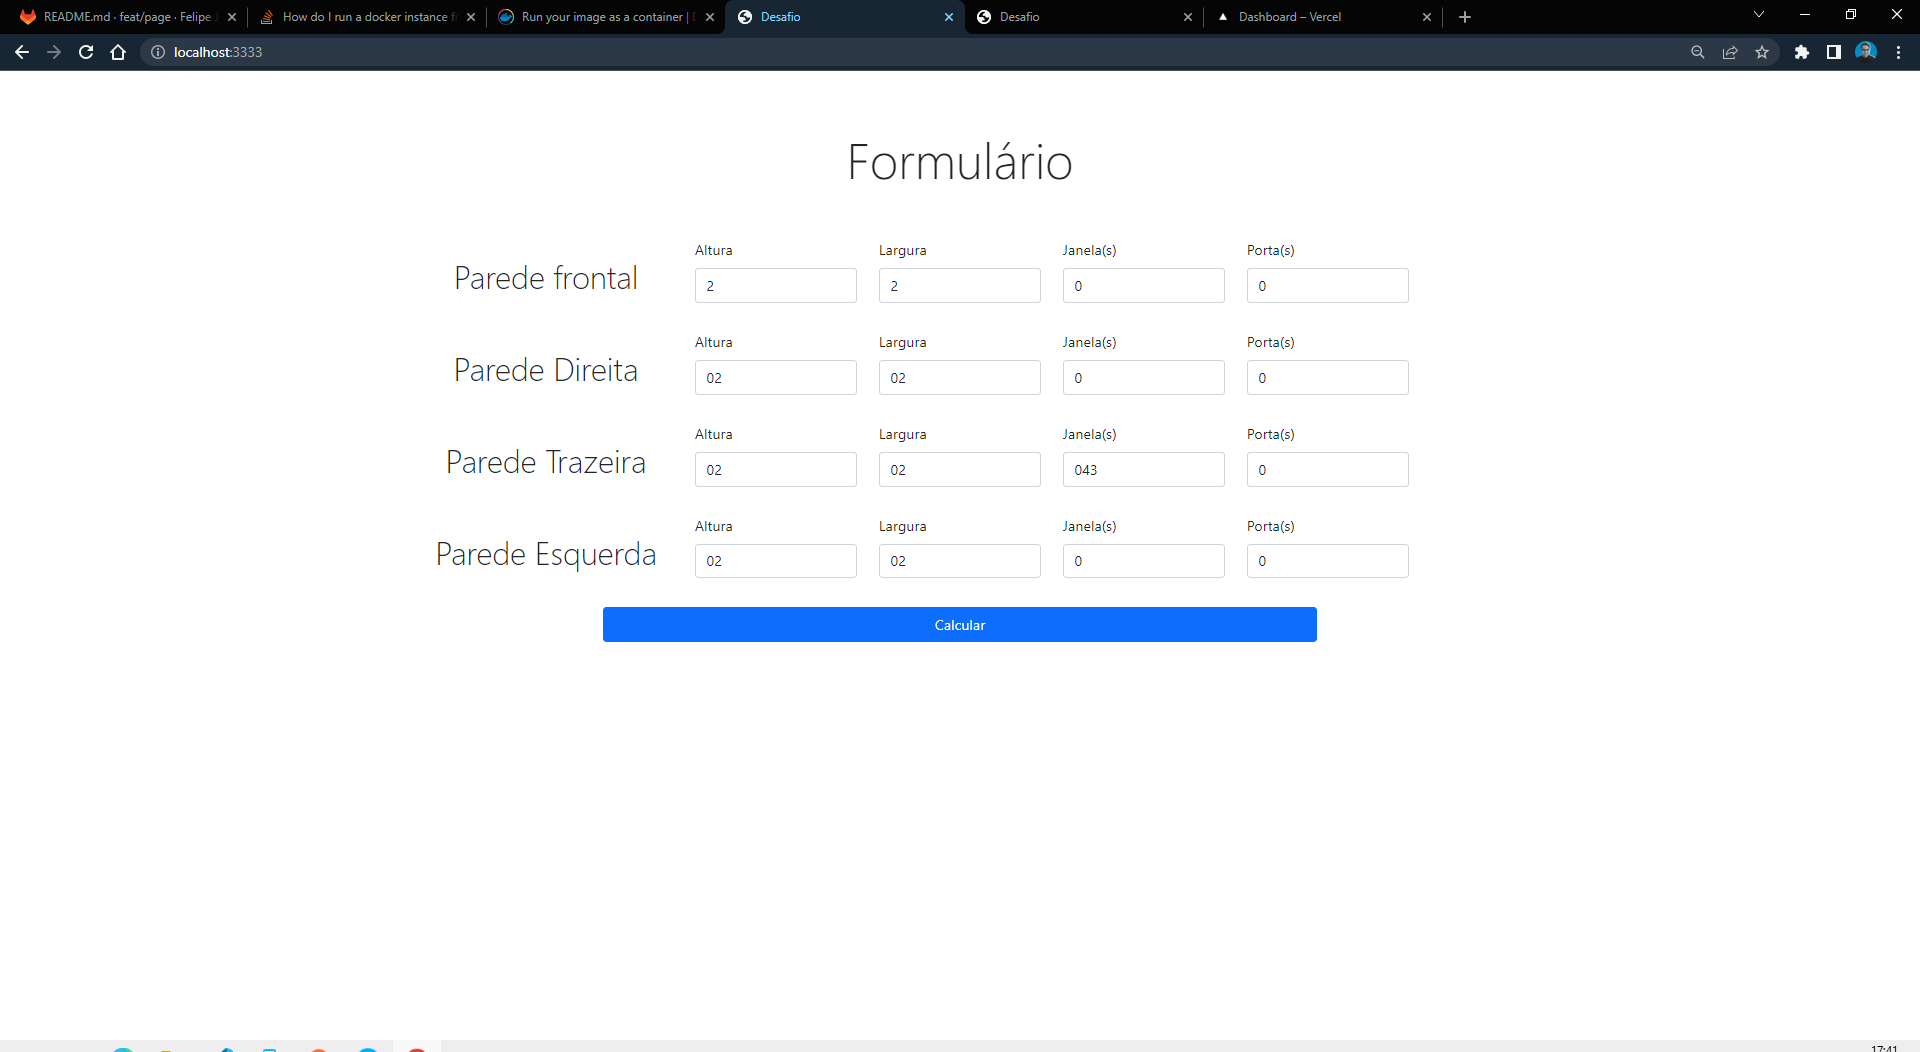 README.md · feat/page · Felipe
How do I run a docker instance
Run your image as a container |
Desafio
Desafio
Dashboard – Vercel
localhost:3333
Formulário
Altura Largura Janela(s) Porta(s)
Parede frontal 2 2 0 0
Altura Largura Janela(s) Porta(s)
Parede Direita 02 02 0 0
Altura Largura Janela(s) Porta(s)
Parede Trazeira 02 02 043 0
Altura Largura Janela(s) Porta(s)
Parede Esquerda 02 02 0 0
Calcular
17:41